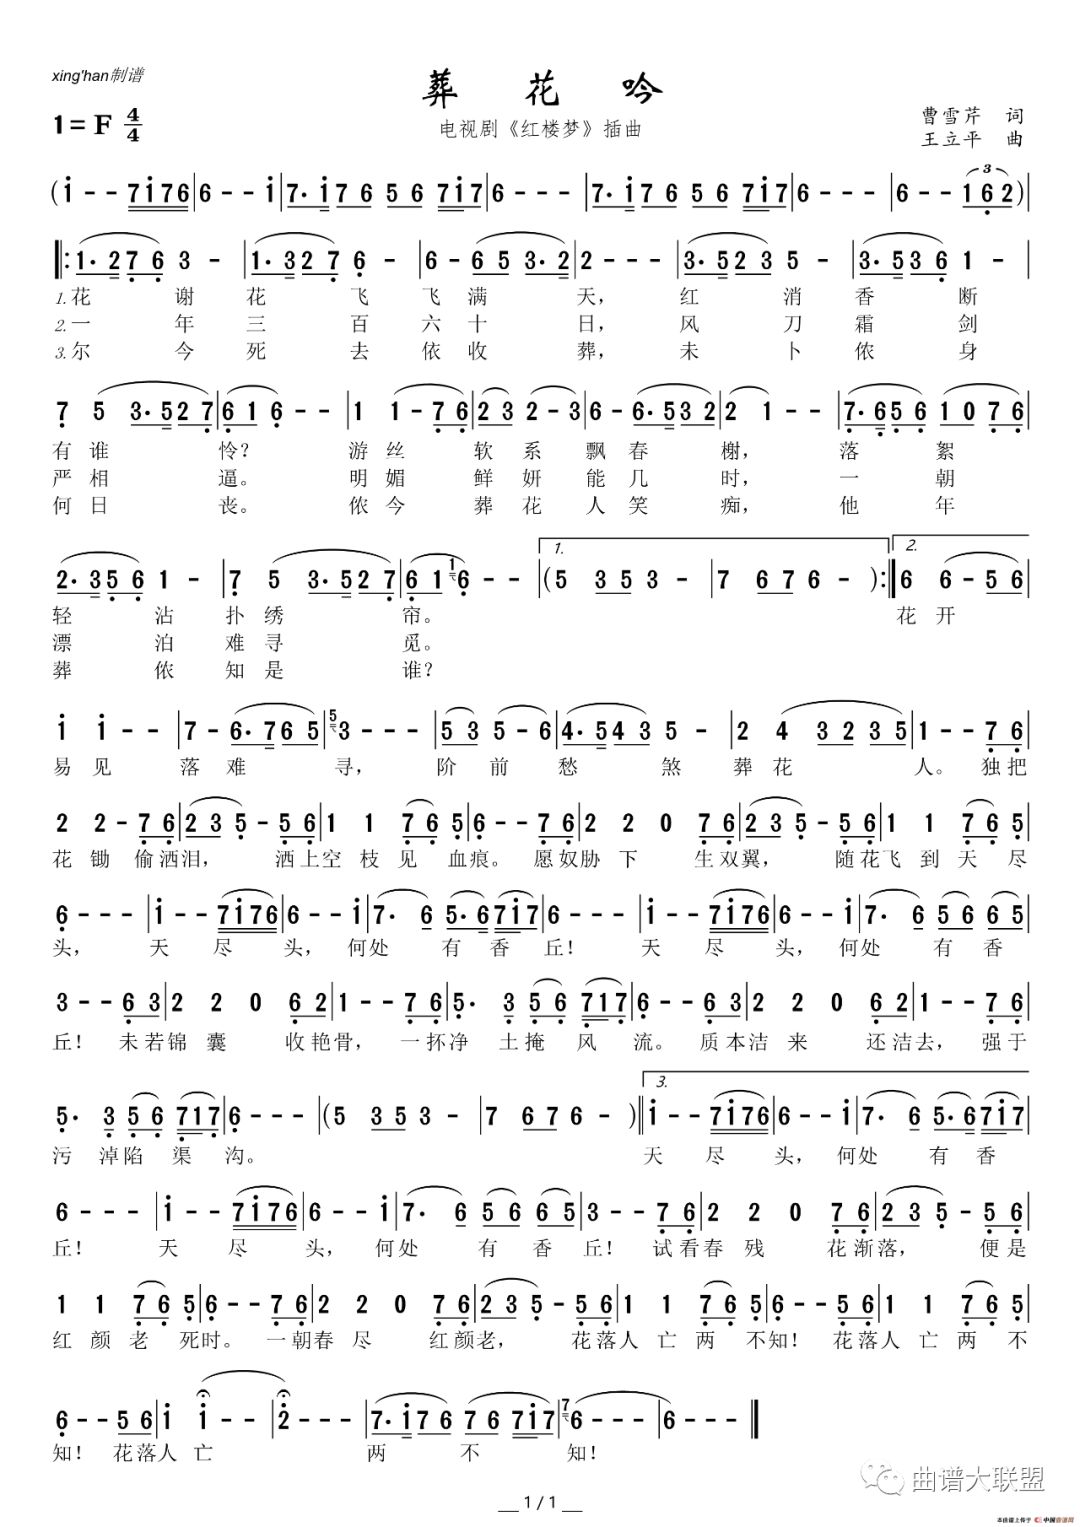 xing'han制谱
葬 花 吟
1=F 4/4
电视剧《红楼梦》插曲
曹雪芹 词
王立平 曲
1.花 谢 花 飞 飞 满 天， 红 消 香 断
2.一 年 三 百 六 十 日， 风 刀 霜 剑
3.尔 今 死 去 依 收 葬， 未 卜 侬 身
有 谁 怜？ 游 丝 软 系 飘 春 榭， 落 絮
严 相 逼。 明 媚 鲜 妍 能 几 时， 一 朝
何 日 丧。 侬 今 葬 花 人 笑 痴， 他 年
1. 2.
轻 沾 扑 绣 帘。 花 开
漂 泊 难 寻 觅。
葬 侬 知 是 谁？
易 见 落 难 寻， 阶 前 愁 煞 葬 花 人。 独 把
花 锄 偷 洒 泪， 洒 上 空 枝 见 血 痕。 愿 奴 胁 下 生 双 翼， 随 花 飞 到 天 尽
头， 天 尽 头， 何 处 有 香 丘！ 天 尽 头， 何 处 有 香
丘！ 未 若 锦 囊 收 艳 骨， 一 抔 净 土 掩 风 流。 质 本 洁 来 还 洁 去， 强 于
3.
污 淖 陷 渠 沟。 天 尽 头， 何 处 有 香
丘！ 天 尽 头， 何 处 有 香 丘！ 试 看 春 残 花 渐 落， 便 是
红 颜 老 死 时。 一 朝 春 尽 红 颜 老， 花 落 人 亡 两 不 知！ 花 落 人 亡 两 不
知！ 花 落 人 亡 两 不 知！
曲谱大联盟
1 / 1
本曲谱上传于 中国曲谱网